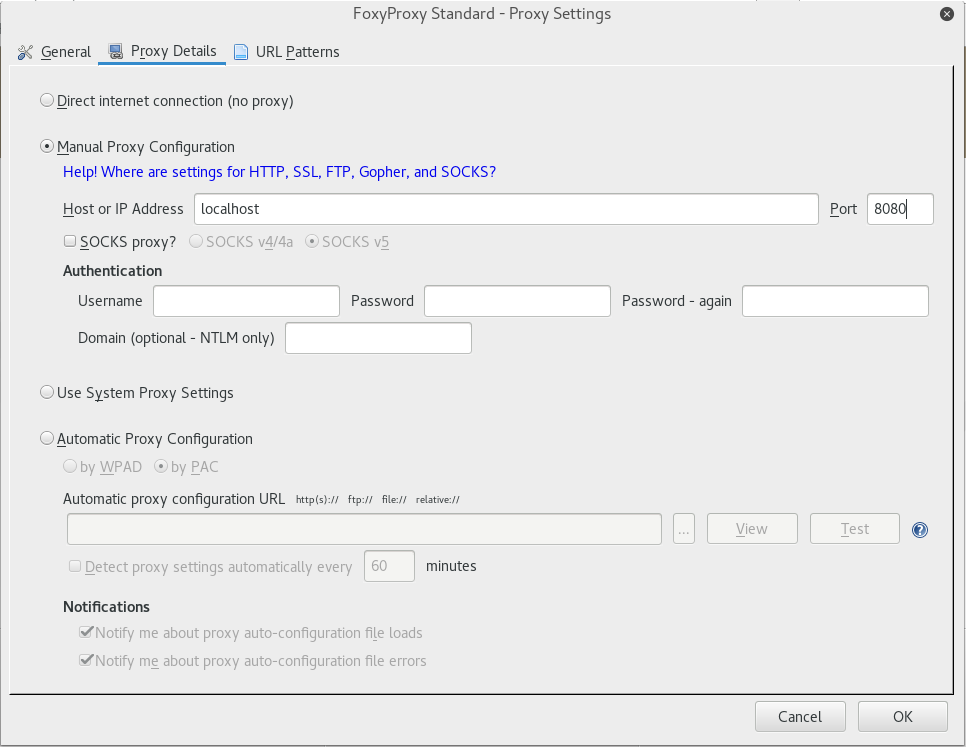 FoxyProxy Standard - Proxy Settings
General Proxy Details URL Patterns
Direct internet connection (no proxy)
Manual Proxy Configuration
Help! Where are settings for HTTP, SSL, FTP, Gopher, and SOCKS?
Host or IP Address localhost Port 8080
SOCKS proxy? SOCKS v4/4a SOCKS v5
Authentication
Username Password Password - again
Domain (optional - NTLM only)
Use System Proxy Settings
Automatic Proxy Configuration
by WPAD by PAC
Automatic proxy configuration URL http(s):// ftp:// file:// relative://
... View Test ?
Detect proxy settings automatically every 60 minutes
Notifications
Notify me about proxy auto-configuration file loads
Notify me about proxy auto-configuration file errors
Cancel OK